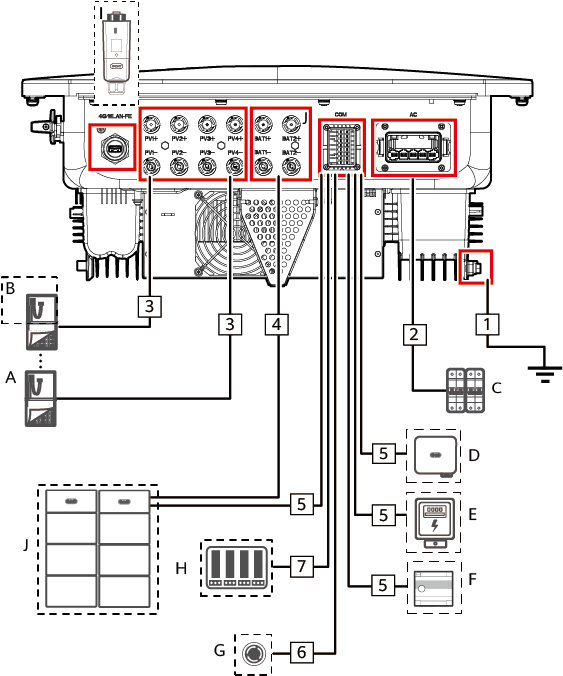 I
4G/WLAN-FE
PV1+ PV2+ PV3+ PV4+
PV1− PV2− PV3− PV4−
BAT1+ BAT2+
BAT1− BAT2−
J
COM
AC
B
3
3
4
2
1
A
C
5
D
J
5
5
E
H
7
5
F
G
6